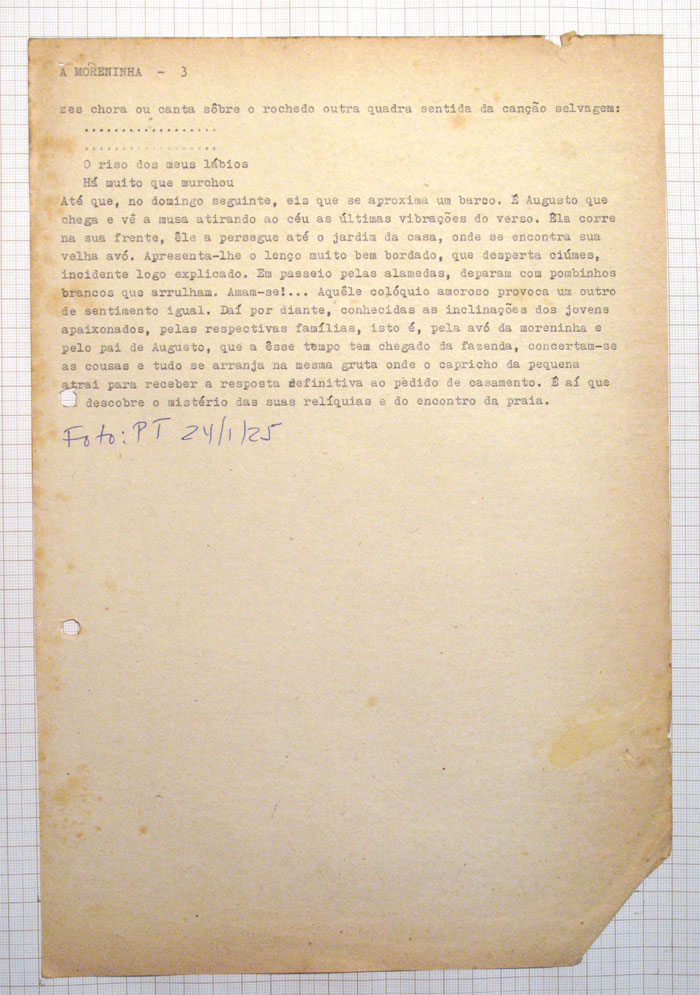 A MORENINHA - 3
zes chora ou canta sôbre o rochedo outra quadra sentida da canção selvagem:
...................
...................
O riso dos meus lábios
Há muito que murchou
Até que, no domingo seguinte, eis que se aproxima um barco. É Augusto que
chega e vê a musa atirando ao céu as últimas vibrações do verso. Êla corre
na sua frente, êle a persegue até o jardim da casa, onde se encontra sua
velha avó. Apresenta-lhe o lenço muito bem bordado, que desperta ciúmes,
incidente logo explicado. Em passeio pelas alamedas, deparam com pombinhos
brancos que arrulham. Amam-se!... Aquêle colóquio amoroso provoca um outro
de sentimento igual. Daí por diante, conhecidas as inclinações dos jovens
apaixonados, pelas respectivas famílias, isto é, pela avó da moreninha e
pelo pai de Augusto, que a êsse tempo tem chegado da fazenda, concertam-se
as cousas e tudo se arranja na mesma gruta onde o capricho da pequena
atrai para receber a resposta definitiva ao pedido de casamento. É aí que
descobre o mistério das suas relíquias e do encontro da praia.
Foto: PT 24/1/25